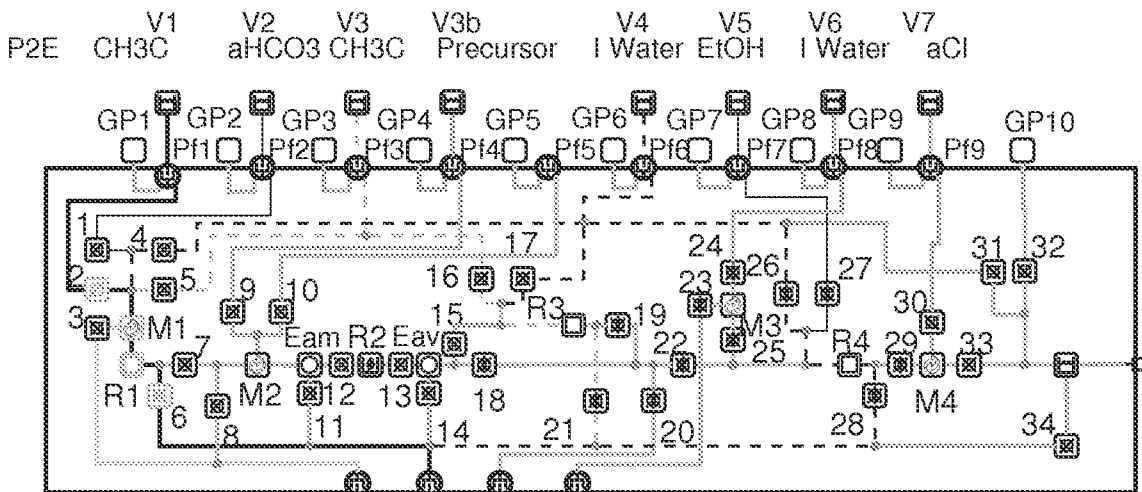 V1 V2 V3 V3b V4 V5 V6 V7
P2E CH3C aHCO3 CH3C Precursor I Water EtOH I Water aCl
GP1 GP2 GP3 GP4 GP5 GP6 GP7 GP8 GP9 GP10
Pf1 Pf2 Pf3 Pf4 Pf5 Pf6 Pf7 Pf8 Pf9
1 4 17 24 26 31 32
2 5 9 10 16 R3 23 27
3 M1 15 19 M3' 30
7 Eam R2 Eav 22 25 R4 29 33
R1 6 M2 12 13 18 28 M4
8 11 14 21 20 34